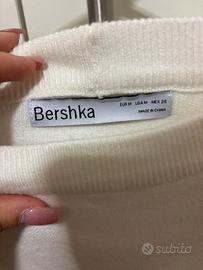 Bershka
EUR M USA M MEX 28
MADE IN CHINA
subito